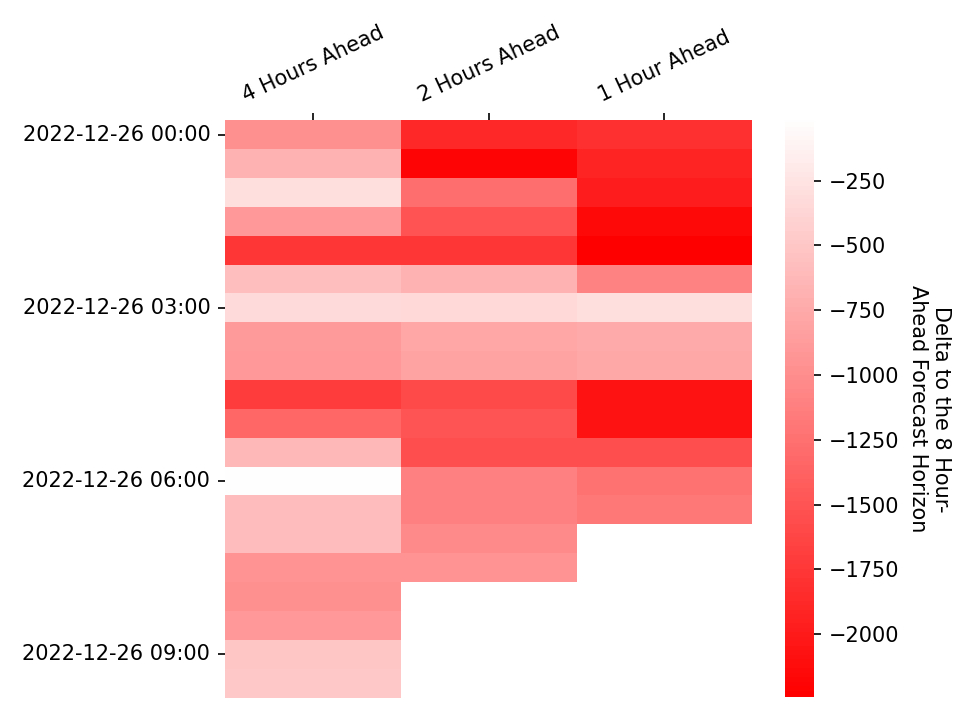 4 Hours Ahead
2 Hours Ahead
1 Hour Ahead
2022-12-26 00:00
2022-12-26 03:00
2022-12-26 06:00
2022-12-26 09:00
−250
−500
−750
−1000
−1250
−1500
−1750
−2000
Delta to the 8 Hour-
Ahead Forecast Horizon